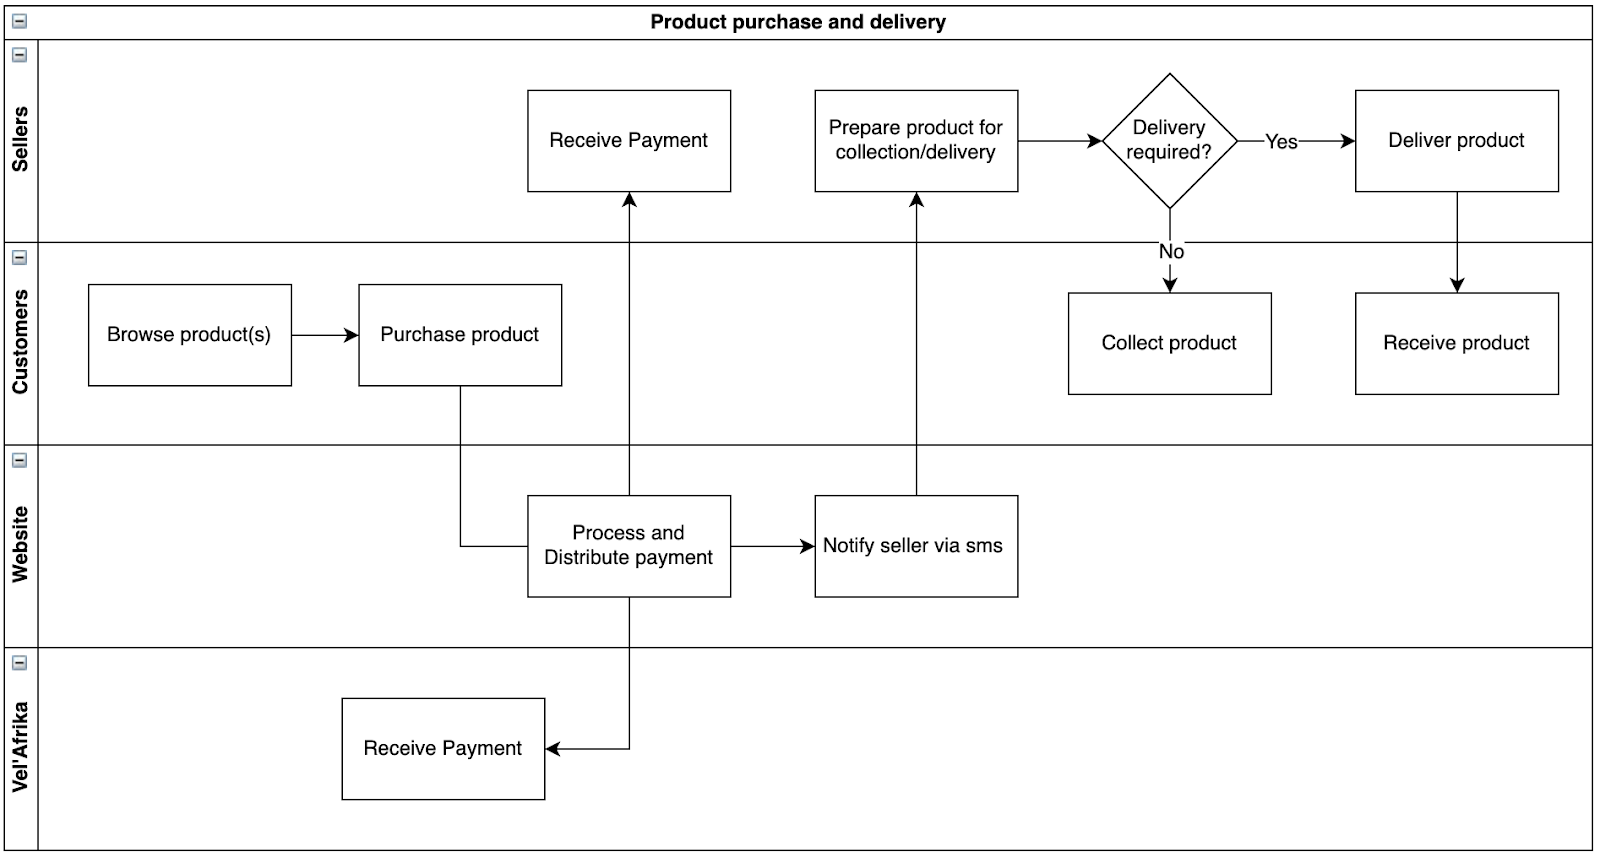 Product purchase and delivery
Sellers
Receive Payment
Prepare product for
collection/delivery
Delivery
required?
Yes
Deliver product
No
Customers
Browse product(s)
Purchase product
Collect product
Receive product
Website
Process and
Distribute payment
Notify seller via sms
Vel'Afrika
Receive Payment